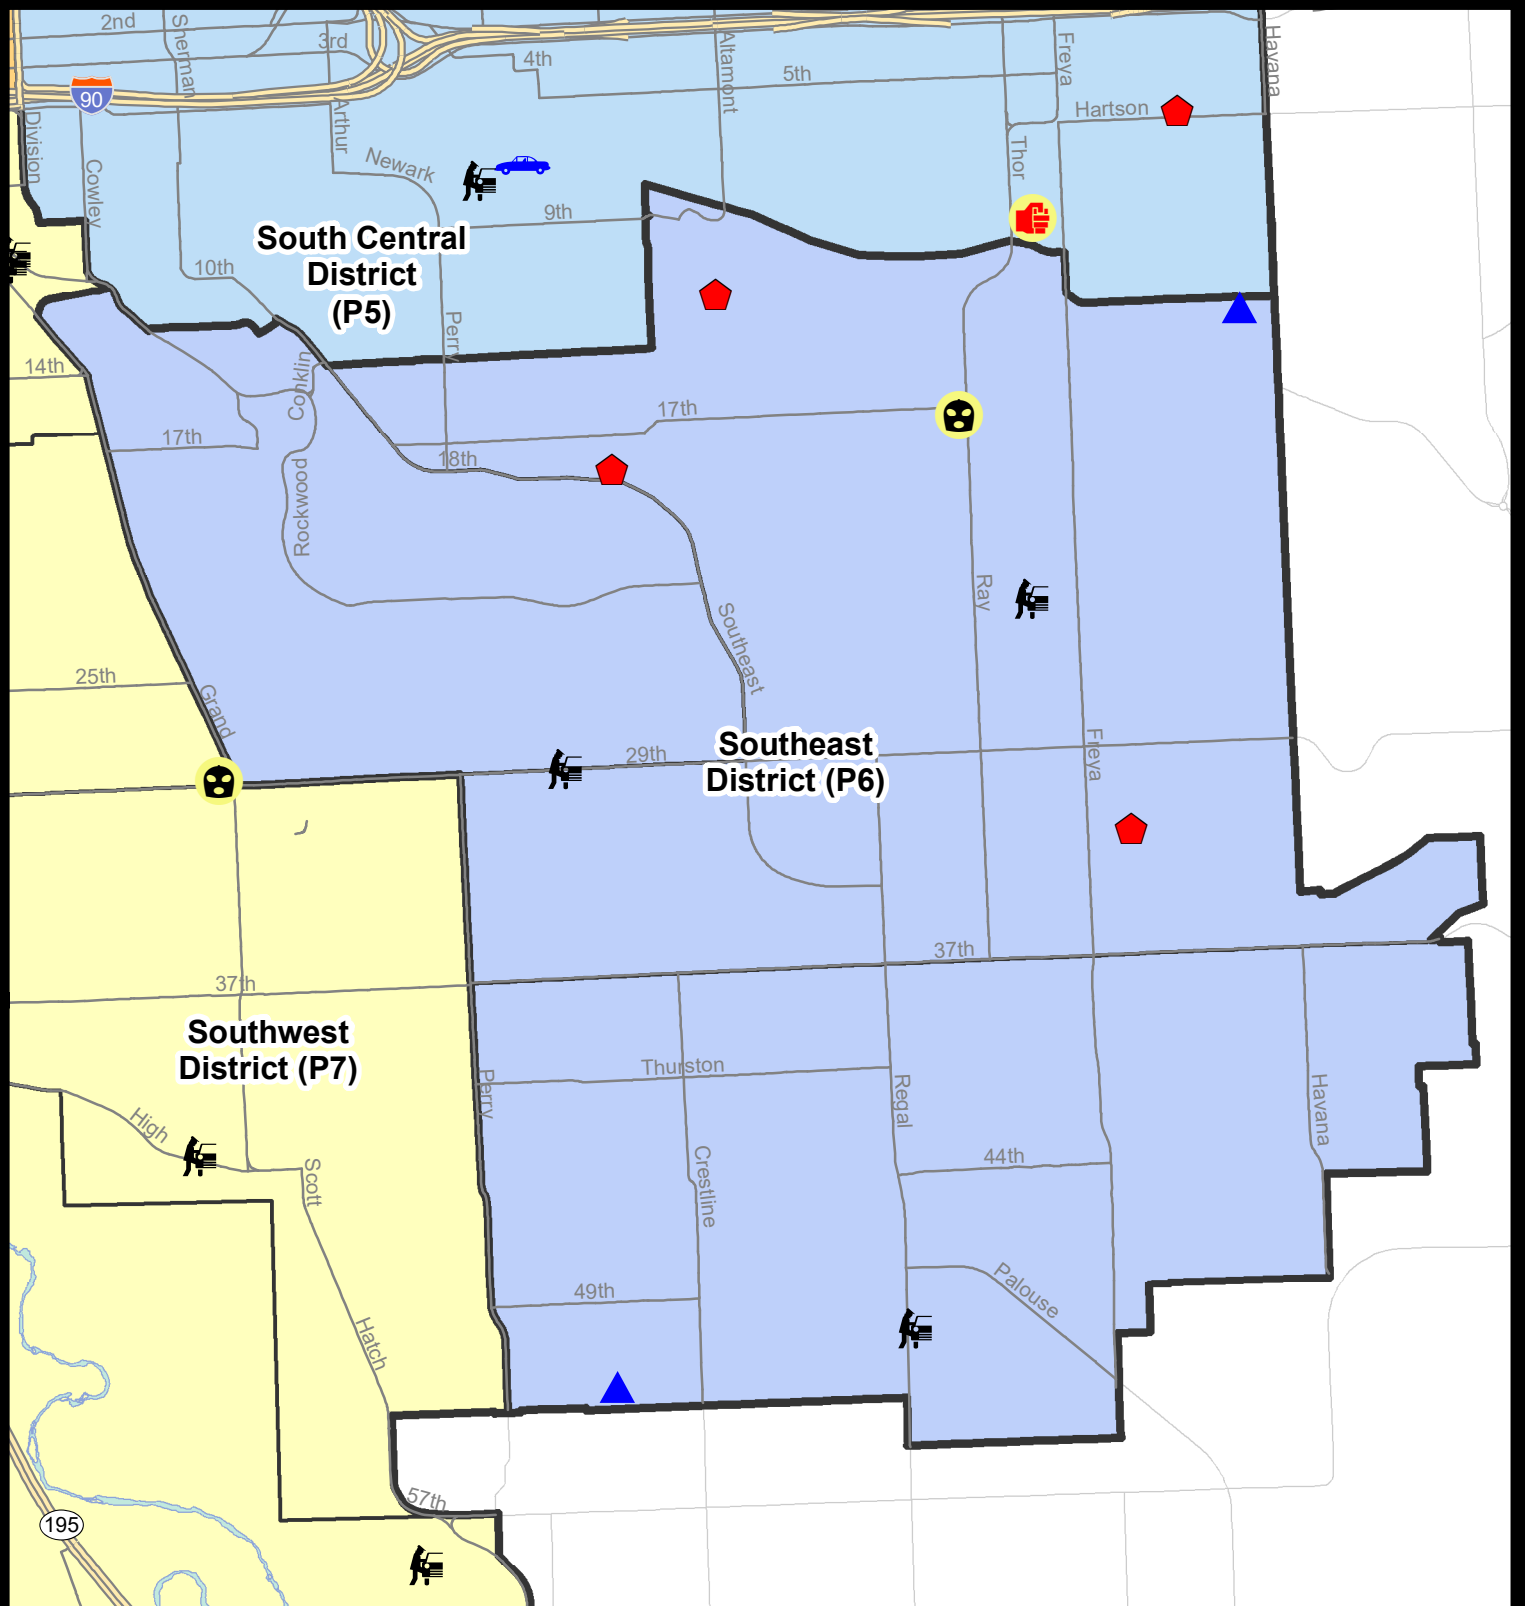 2nd
Sherman
3rd
4th
Altamont
5th
Freya
Havana
90
Division
Arthur
Hartson
Thor
Cowley
Newark
9th
South Central
District
(P5)
10th
Perry
14th
Conklin
17th
17th
18th
Rockwood
Ray
Southeast
25th
Grand
29th
Southeast
District (P6)
Freya
37th
37th
Southwest
District (P7)
Thurston
Perry
Regal
Havana
High
44th
Crestline
Scott
Palouse
49th
Hatch
57th
195